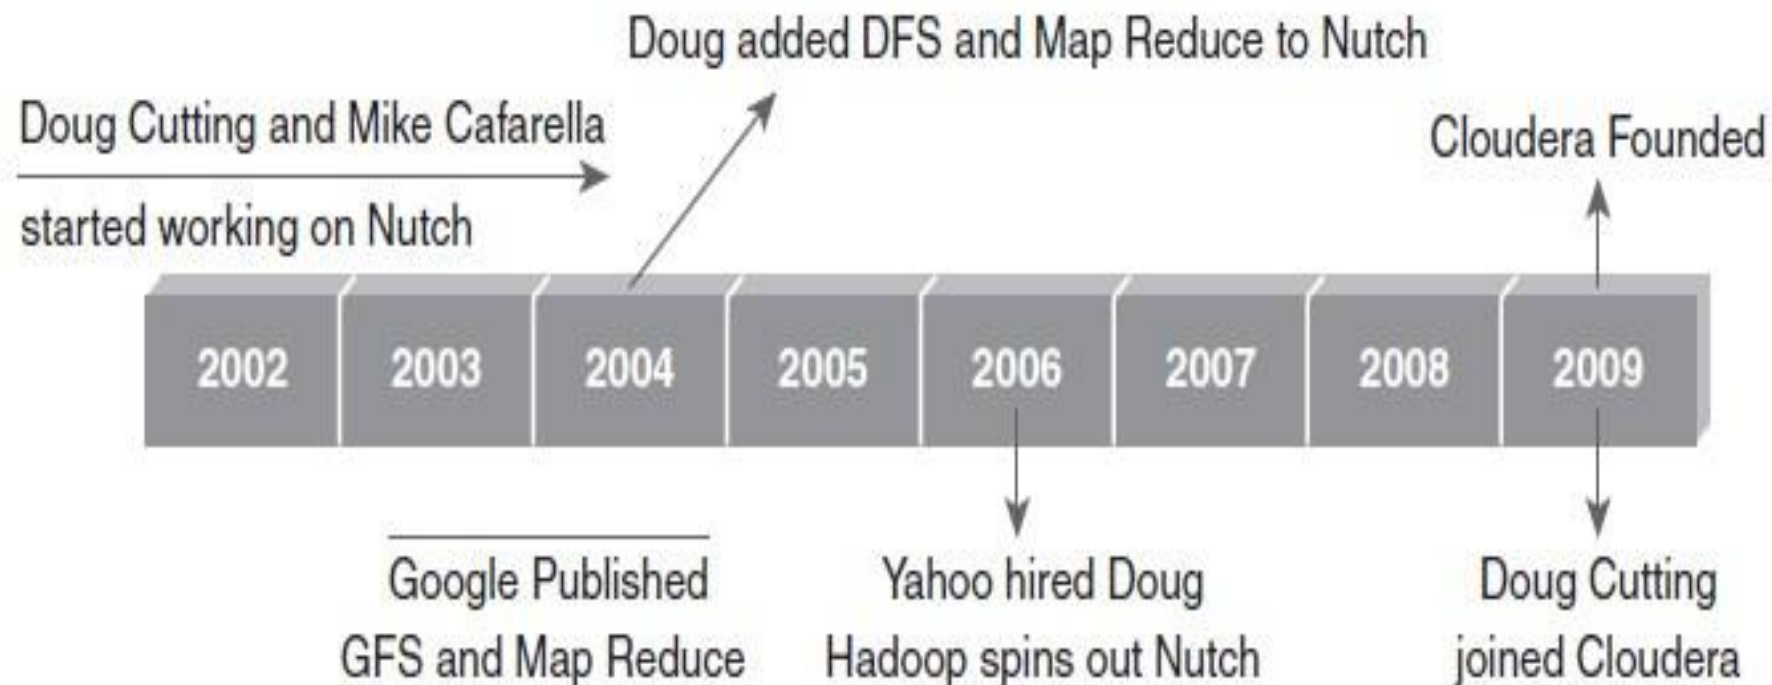 Doug added DFS and Map Reduce to Nutch
Doug Cutting and Mike Cafarella
started working on Nutch
Cloudera Founded
2002 2003 2004 2005 2006 2007 2008 2009
Google Published
GFS and Map Reduce
Yahoo hired Doug
Hadoop spins out Nutch
Doug Cutting
joined Cloudera